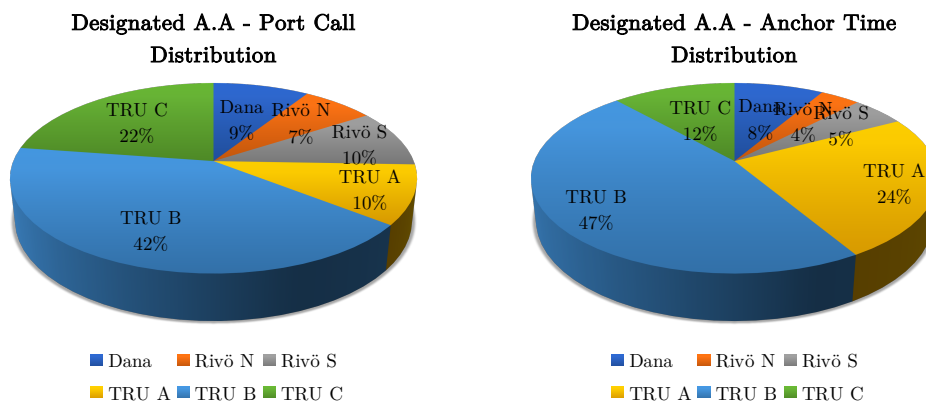 Designated A.A - Port Call
Distribution
TRU C
22%
Dana
9%
Rivö N
7%
Rivö S
10%
TRU A
10%
TRU B
42%
Dana
Rivö N
Rivö S
TRU A
TRU B
TRU C
Designated A.A - Anchor Time
Distribution
TRU C
12%
Dana
8%
Rivö N
4%
Rivö S
5%
TRU A
24%
TRU B
47%
Dana
Rivö N
Rivö S
TRU A
TRU B
TRU C